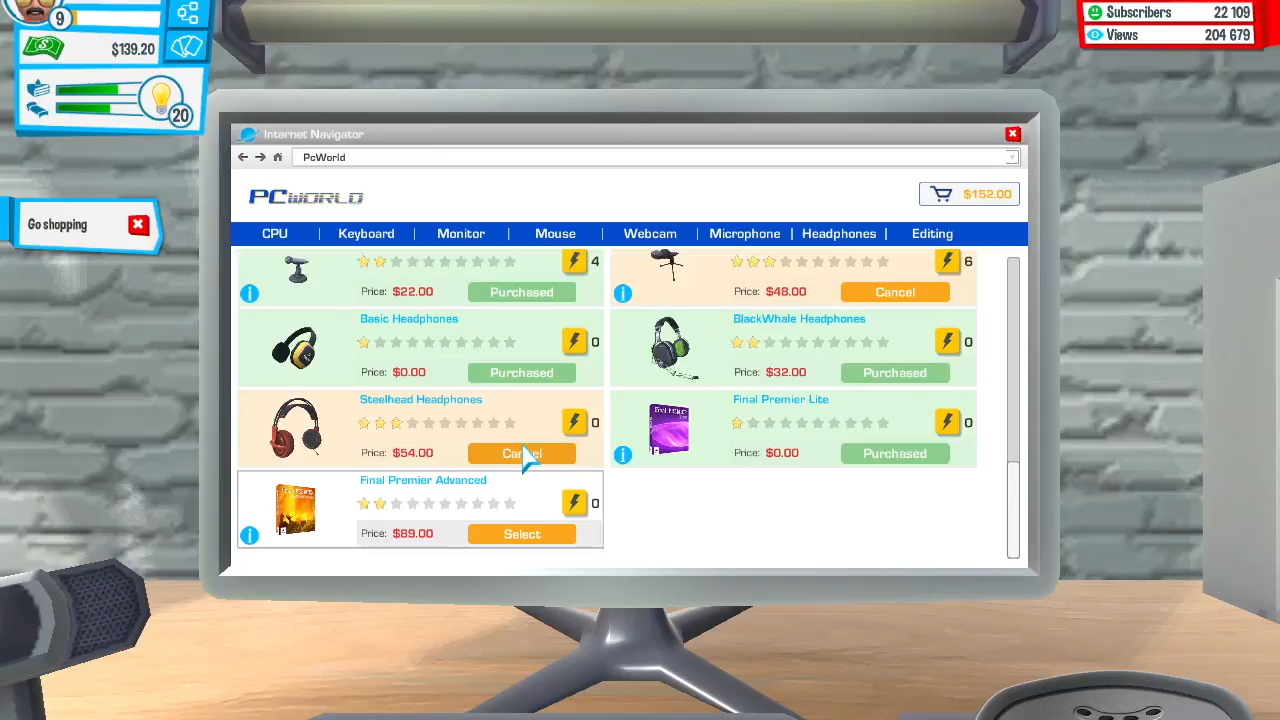 9
$139.20
20
Subscribers 22 109
Views 204 679
Go shopping
Internet Navigator
PcWorld
PCWORLD
$152.00
CPU | Keyboard | Monitor | Mouse | Webcam | Microphone | Headphones | Editing
4
Price: $22.00 Purchased
6
Price: $48.00 Cancel
Basic Headphones
0
Price: $0.00 Purchased
BlackWhale Headphones
0
Price: $32.00 Purchased
Steelhead Headphones
0
Price: $54.00 Cancel
Final Premier Lite
0
Price: $0.00 Purchased
Final Premier Advanced
0
Price: $89.00 Select